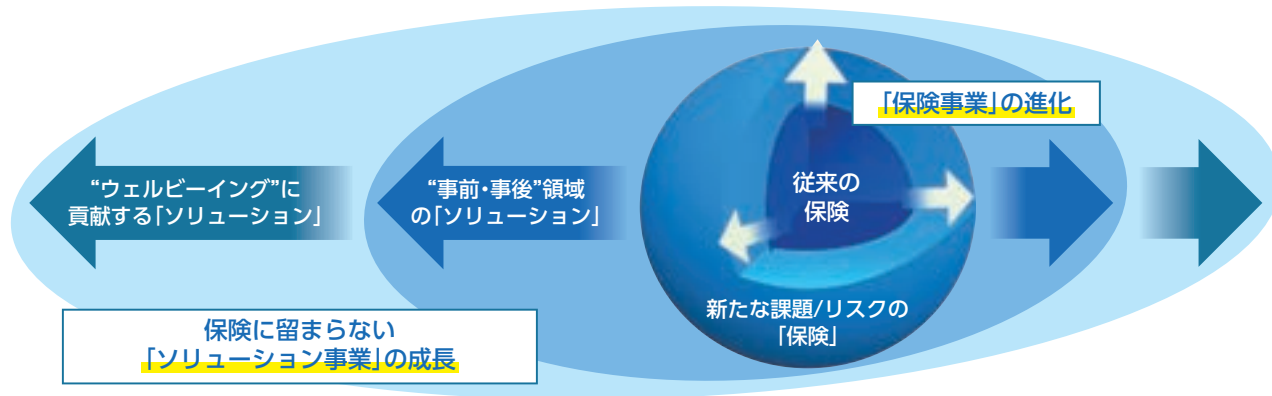 「保険事業」の進化
“ウェルビーイング”に
貢献する「ソリューション」
“事前・事後”領域
の「ソリューション」
従来の
保険
新たな課題/リスクの
「保険」
保険に留まらない
「ソリューション事業」の成長